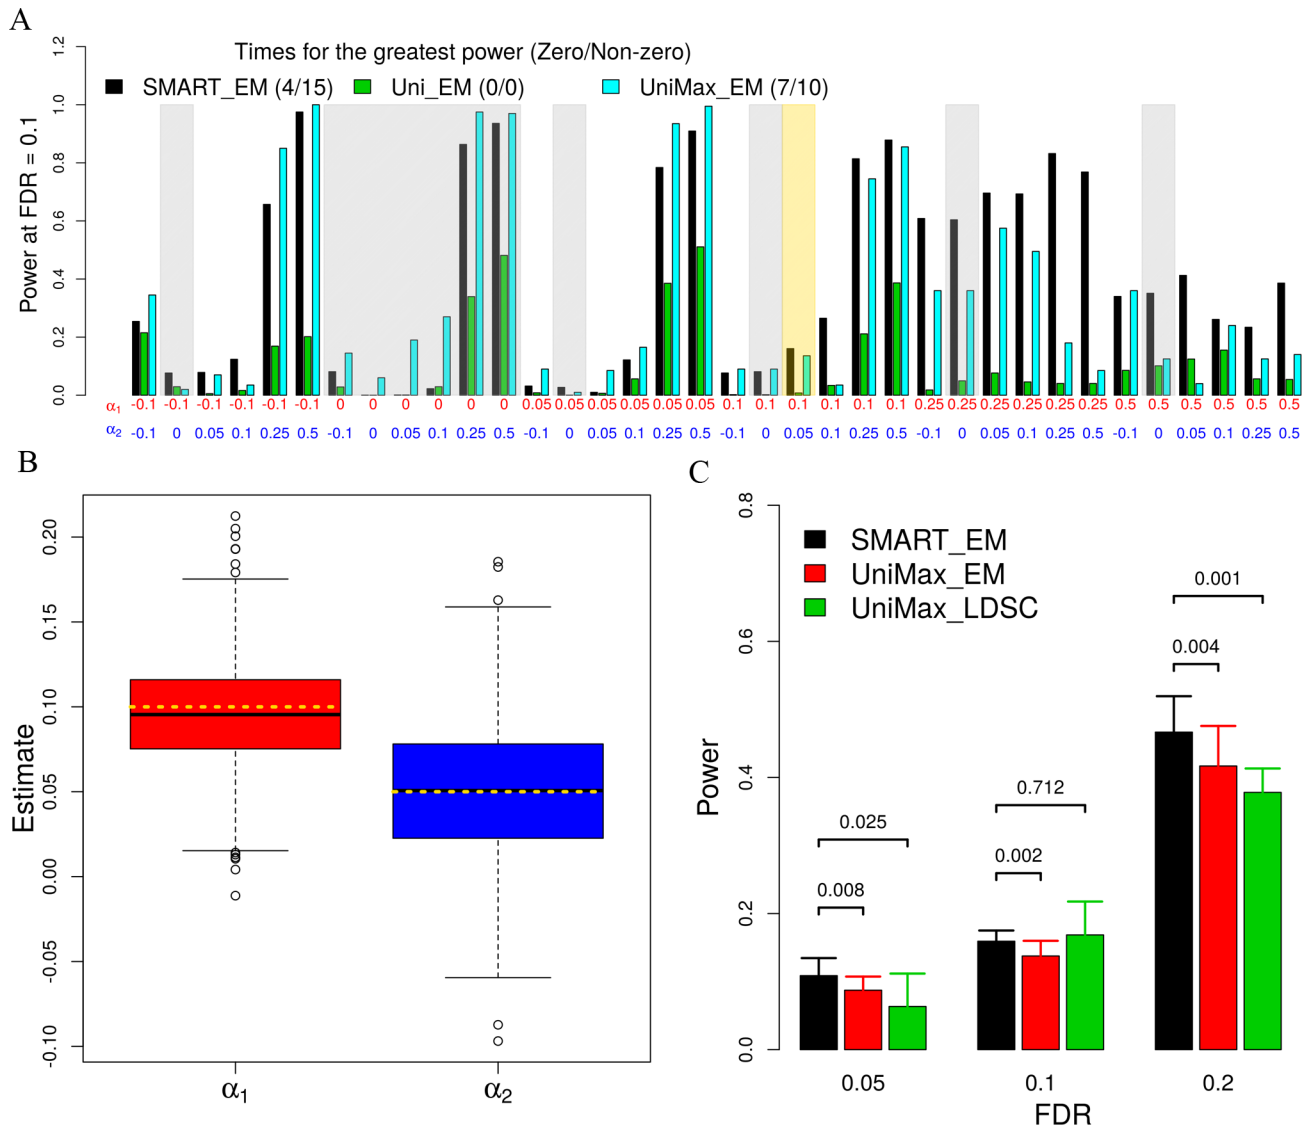 A
Times for the greatest power (Zero/Non-zero)
SMART_EM (4/15) Uni_EM (0/0) UniMax_EM (7/10)
Power at FDR = 0.1
1.2
1.0
0.8
0.6
0.4
0.2
0.0
α1 -0.1 -0.1 -0.1 -0.1 -0.1 -0.1 0 0 0 0 0 0 0.05 0.05 0.05 0.05 0.05 0.05 0.1 0.1 0.1 0.1 0.1 0.1 0.25 0.25 0.25 0.25 0.25 0.25 0.5 0.5 0.5 0.5 0.5 0.5
α2 -0.1 0 0.05 0.1 0.25 0.5 -0.1 0 0.05 0.1 0.25 0.5 -0.1 0 0.05 0.1 0.25 0.5 -0.1 0 0.05 0.1 0.25 0.5 -0.1 0 0.05 0.1 0.25 0.5 -0.1 0 0.05 0.1 0.25 0.5
B
Estimate
0.20
0.15
0.10
0.05
0.00
-0.05
-0.10
α1 α2
C
Power
0.8
0.6
0.4
0.2
0.0
SMART_EM
UniMax_EM
UniMax_LDSC
0.001
0.004
0.712
0.025
0.002
0.008
0.05 0.1 0.2
FDR